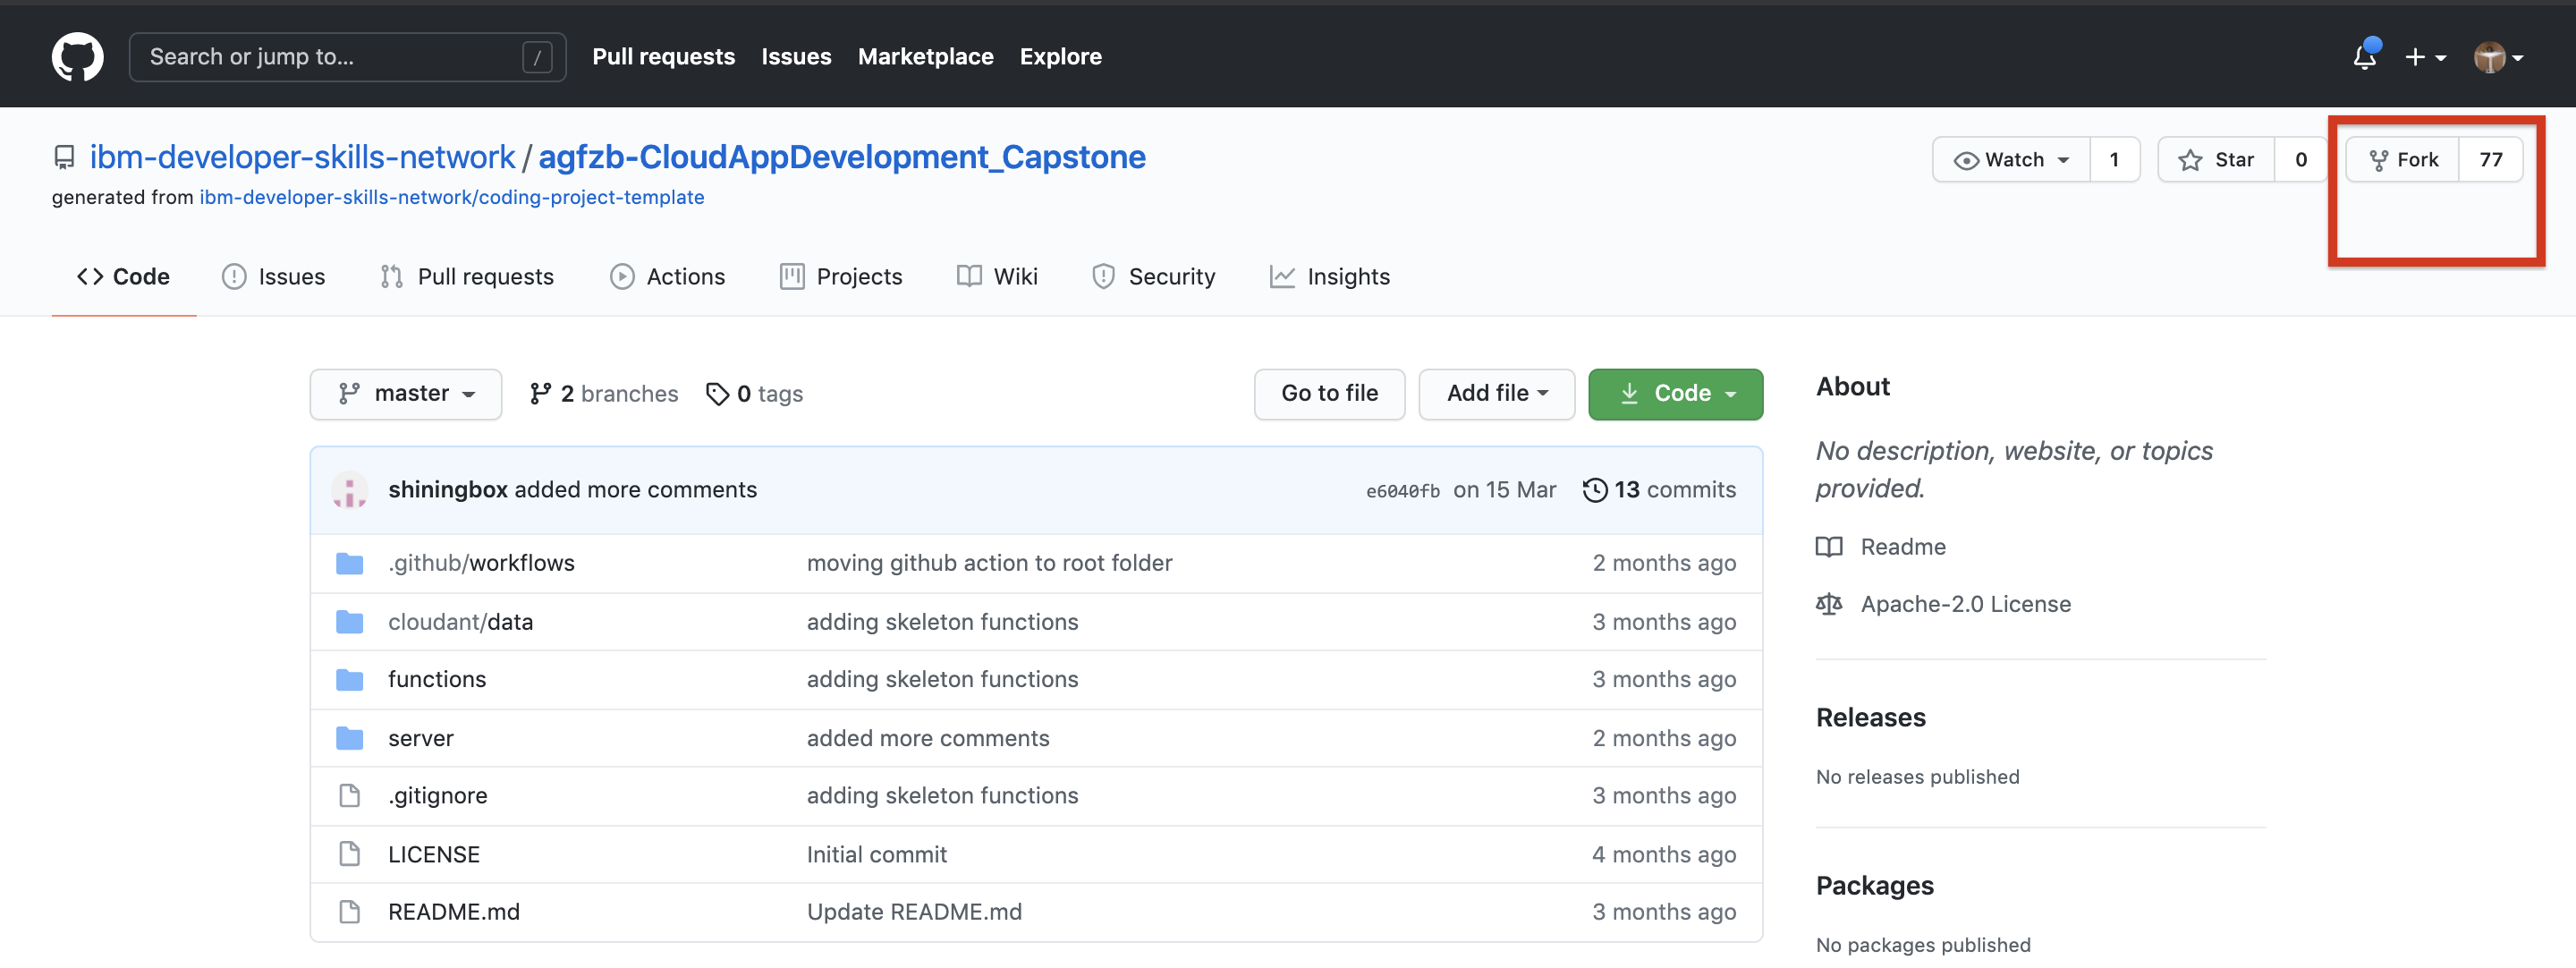 Search or jump to... / Pull requests Issues Marketplace Explore
ibm-developer-skills-network / agfzb-CloudAppDevelopment_Capstone Watch 1 Star 0 Fork 77
generated from ibm-developer-skills-network/coding-project-template
Code Issues Pull requests Actions Projects Wiki Security Insights
master 2 branches 0 tags Go to file Add file Code
shiningbox added more comments e6040fb on 15 Mar 13 commits
.github/workflows moving github action to root folder 2 months ago
cloudant/data adding skeleton functions 3 months ago
functions adding skeleton functions 3 months ago
server added more comments 2 months ago
.gitignore adding skeleton functions 3 months ago
LICENSE Initial commit 4 months ago
README.md Update README.md 3 months ago
About
No description, website, or topics
provided.
Readme
Apache-2.0 License
Releases
No releases published
Packages
No packages published